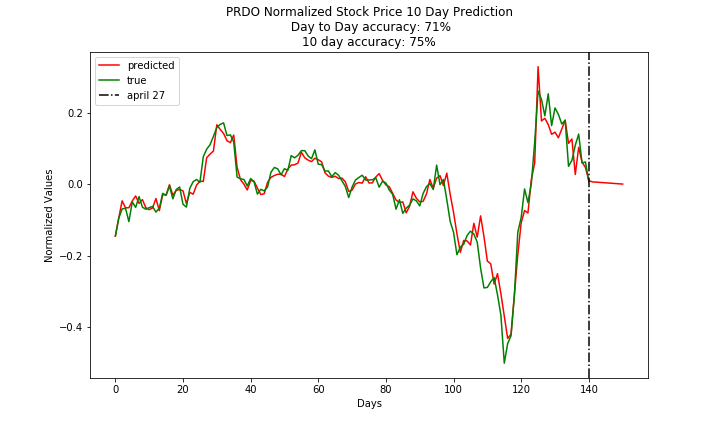 PRDO Normalized Stock Price 10 Day Prediction
Day to Day accuracy: 71%
10 day accuracy: 75%
predicted
true
april 27
Normalized Values
0.2
0.0
−0.2
−0.4
0 20 40 60 80 100 120 140
Days